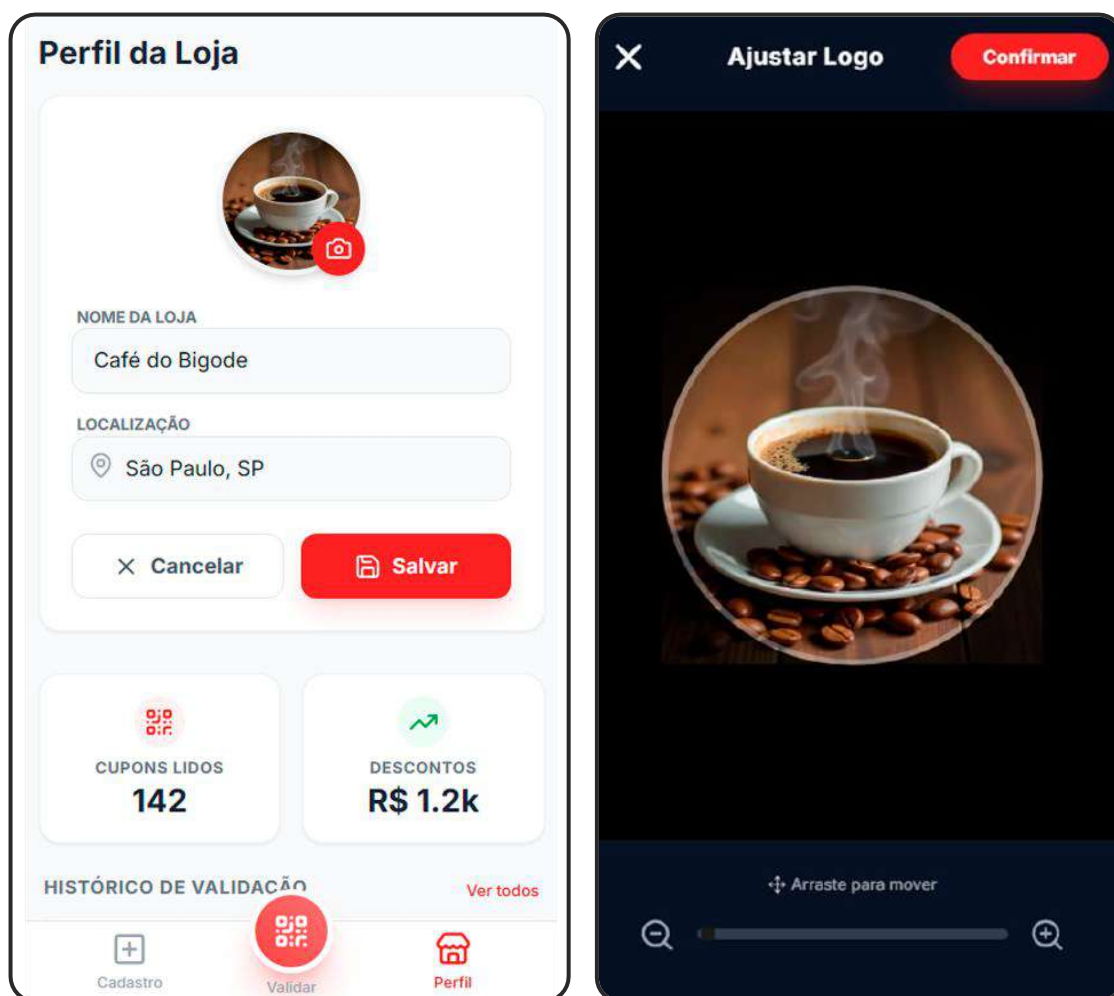 Perfil da Loja
NOME DA LOJA
Café do Bigode
LOCALIZAÇÃO
São Paulo, SP
Cancelar
Salvar
CUPONS LIDOS
142
DESCONTOS
R$ 1.2k
HISTÓRICO DE VALIDAÇÃO
Ver todos
Cadastro
Validar
Perfil
Ajustar Logo
Confirmar
Arraste para mover